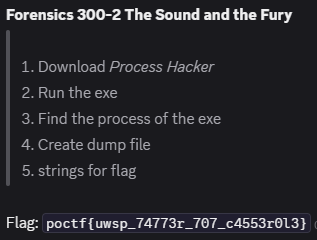 Forensics 300-2 The Sound and the Fury
1. Download Process Hacker
2. Run the exe
3. Find the process of the exe
4. Create dump file
5. strings for flag
Flag: poctf{uwsp_74773r_707_c4553r0l3}